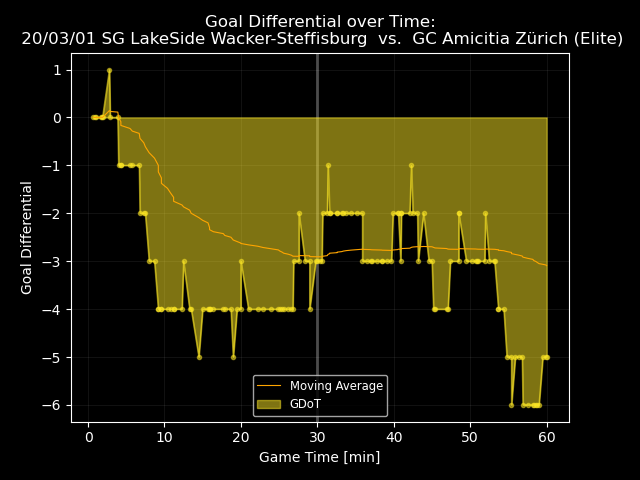 Goal Differential over Time:
20/03/01 SG LakeSide Wacker-Steffisburg  vs.  GC Amicitia Zürich (Elite)
1
0
−1
−2
−3
−4
−5
−6
Goal Differential
Moving Average
GDoT
0 10 20 30 40 50 60
Game Time [min]